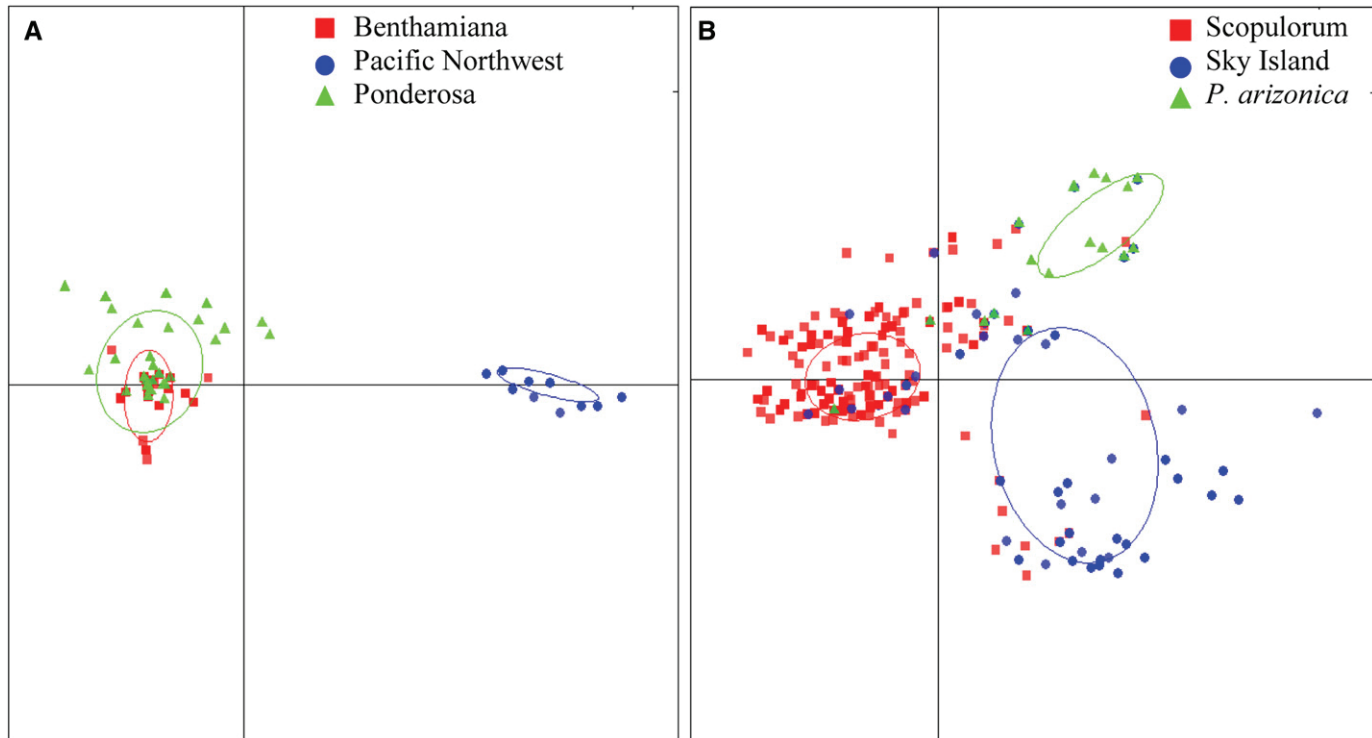 A
Benthamiana
Pacific Northwest
Ponderosa
B
Scopulorum
Sky Island
P. arizonica